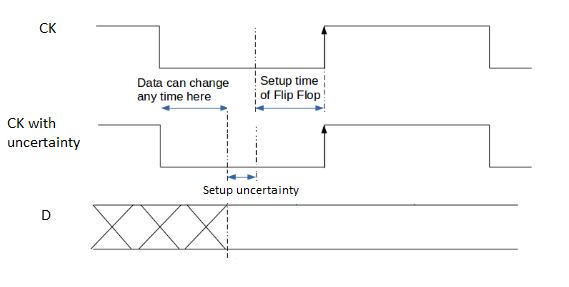 CK
Data can change
any time here
Setup time
of Flip Flop
CK with
uncertainty
Setup uncertainty
D